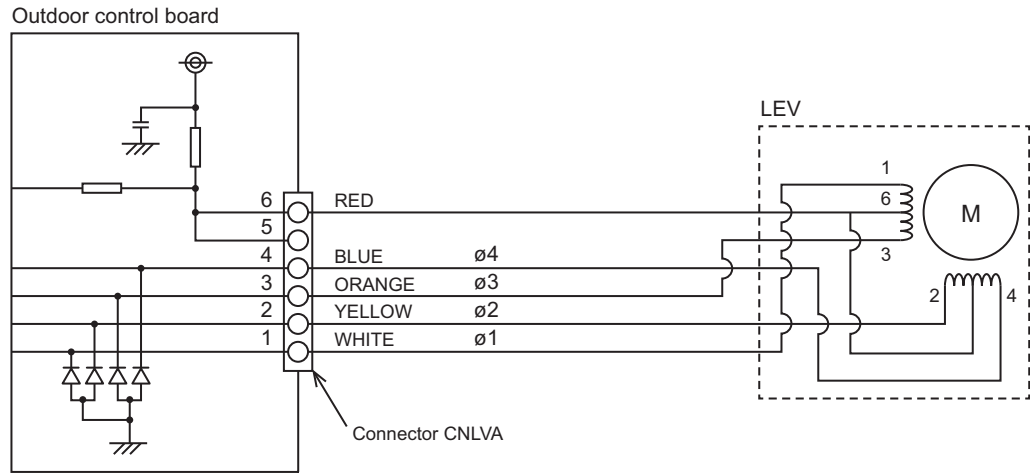 Outdoor control board
LEV
1
6 RED 6
M
5
3
4 BLUE ø4
3 ORANGE ø3
2 4
2 YELLOW ø2
1 WHITE ø1
Connector CNLVA